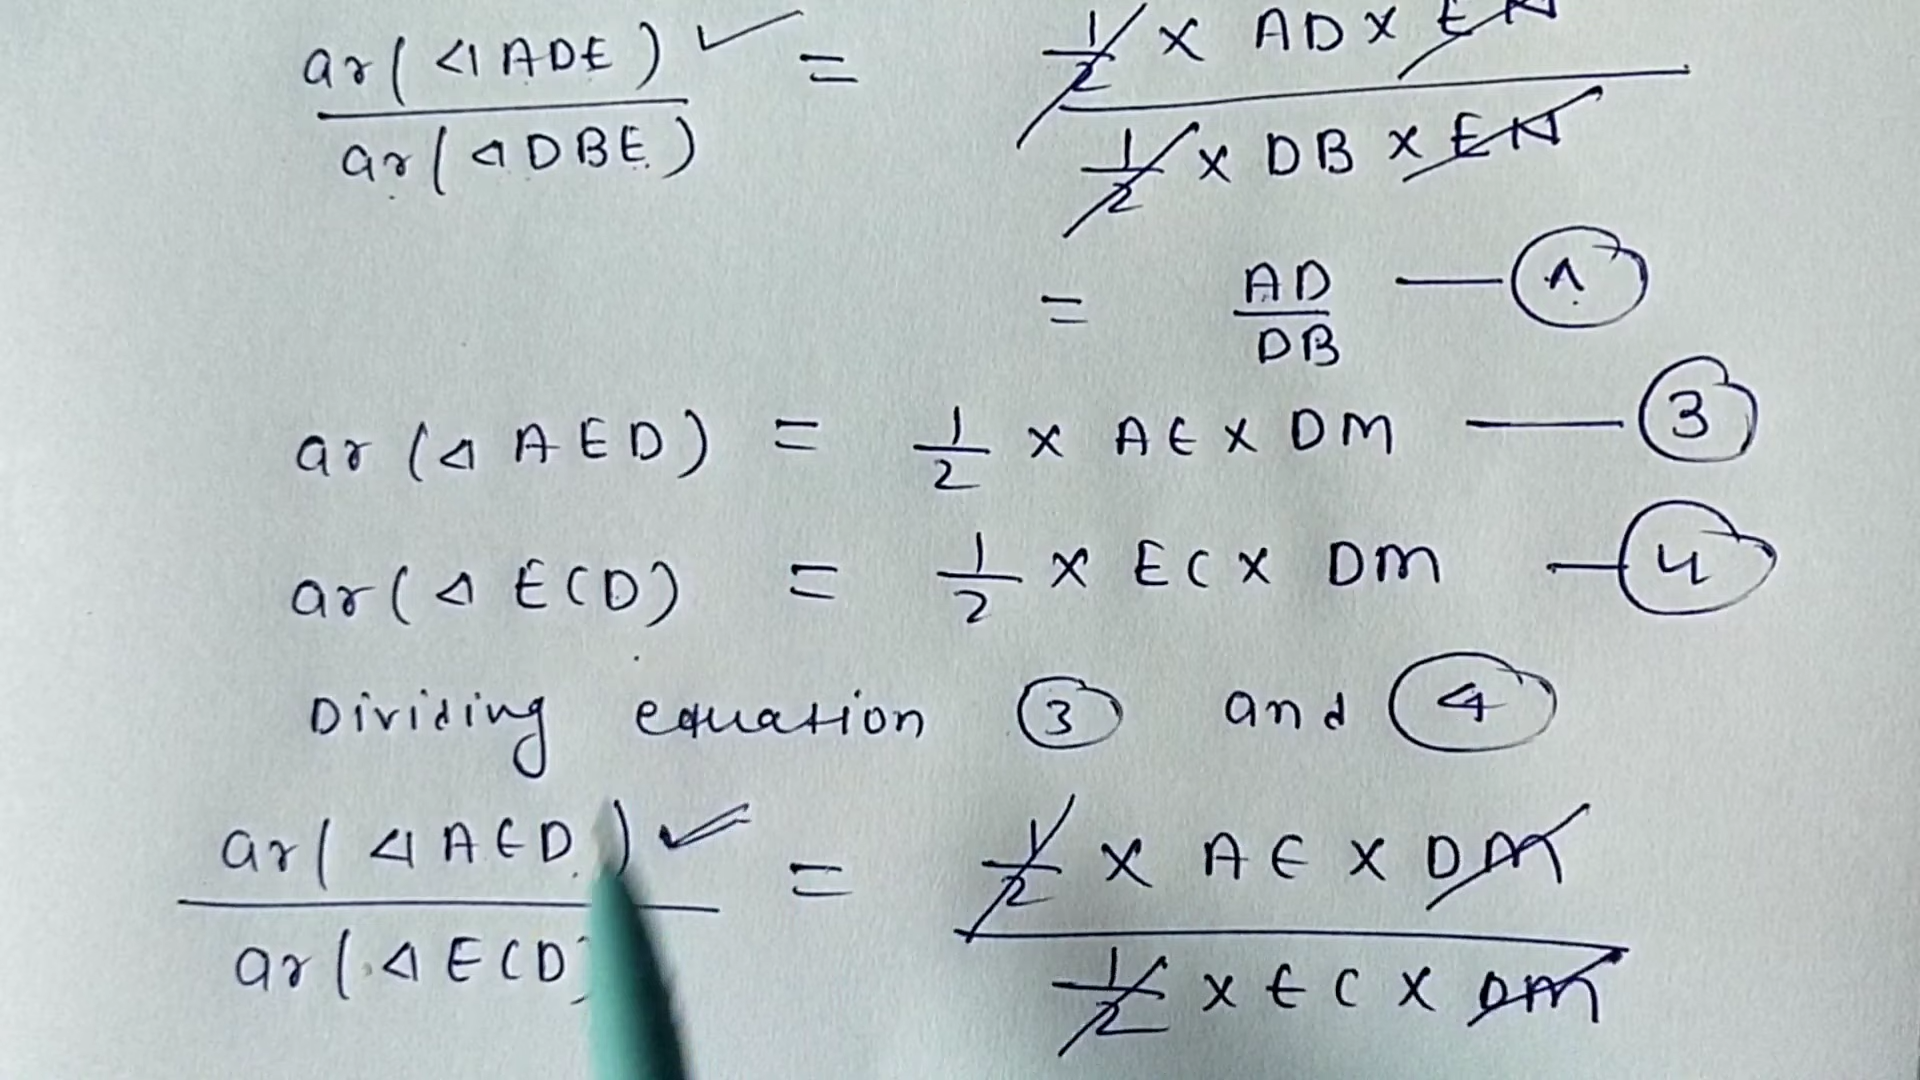 ar(△ADE) ✓ = 1/2 × AD × EN
ar(△DBE) 1/2 × DB × EN
= AD/DB — (A)
ar(△AED) = 1/2 × AE × DM — (3)
ar(△ECD) = 1/2 × EC × DM — (4)
Dividing equation (3) and (4)
ar(△AED) ✓ = 1/2 × AE × DM
ar(△ECD) 1/2 × EC × DM